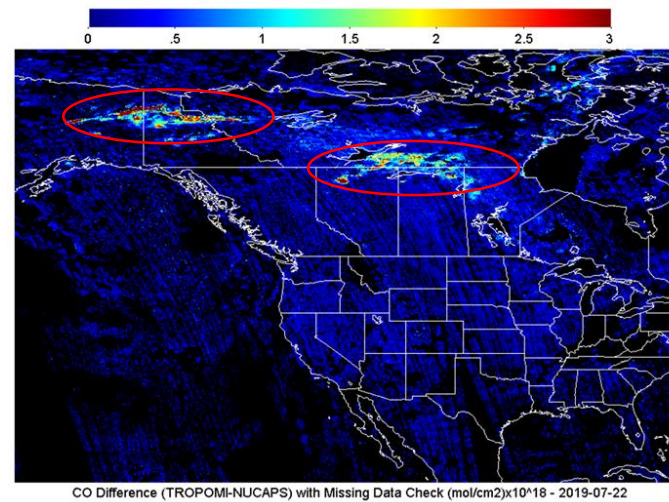 0 .5 1 1.5 2 2.5 3
CO Difference (TROPOMI-NUCAPS) with Missing Data Check (mol/cm2)x10^18 - 2019-07-22